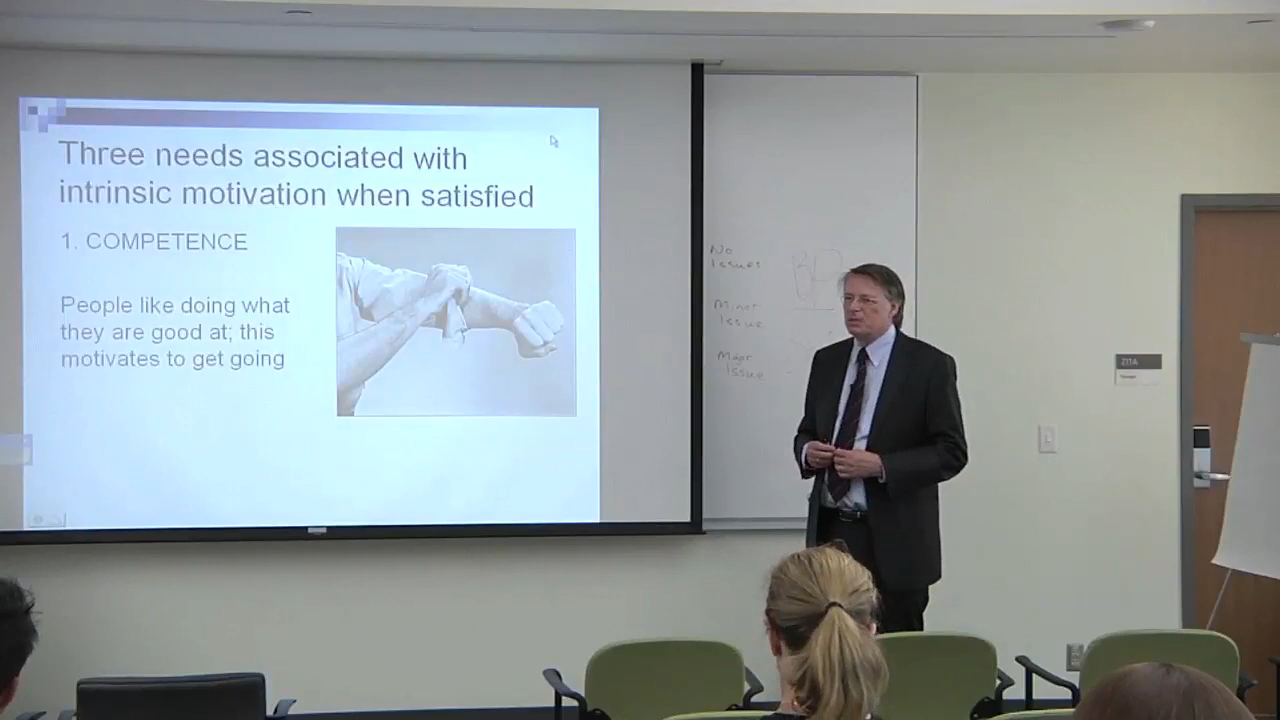 Three needs associated with
intrinsic motivation when satisfied
1. COMPETENCE
People like doing what
they are good at; this
motivates to get going
No
Issues
Minor
Issue
Major
Issue
ZITA